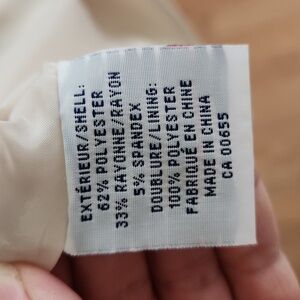 EXTÉRIEUR/SHELL:
62% POLYESTER
33% RAYONNE/RAYON
5% SPANDEX
DOUBLURE/LINING:
100% POLYESTER
FABRIQUÉ EN CHINE
MADE IN CHINA
CA 00655